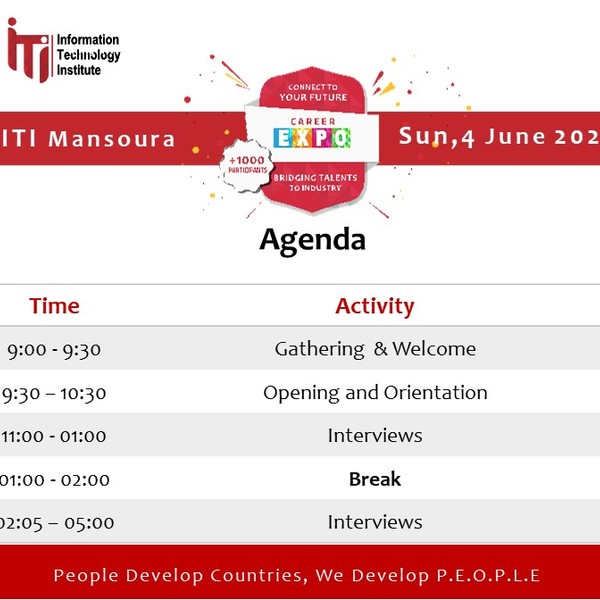 iTi Information
Technology
Institute
CONNECT TO
YOUR FUTURE
ITI Mansoura
CAREER
EXPO
Sun,4 June 202
+1000
PARTICIPANTS
BRIDGING TALENTS
TO INDUSTRY
Agenda
Time Activity
9:00 - 9:30 Gathering & Welcome
9:30 – 10:30 Opening and Orientation
11:00 - 01:00 Interviews
01:00 - 02:00 Break
02:05 – 05:00 Interviews
People Develop Countries, We Develop P.E.O.P.L.E